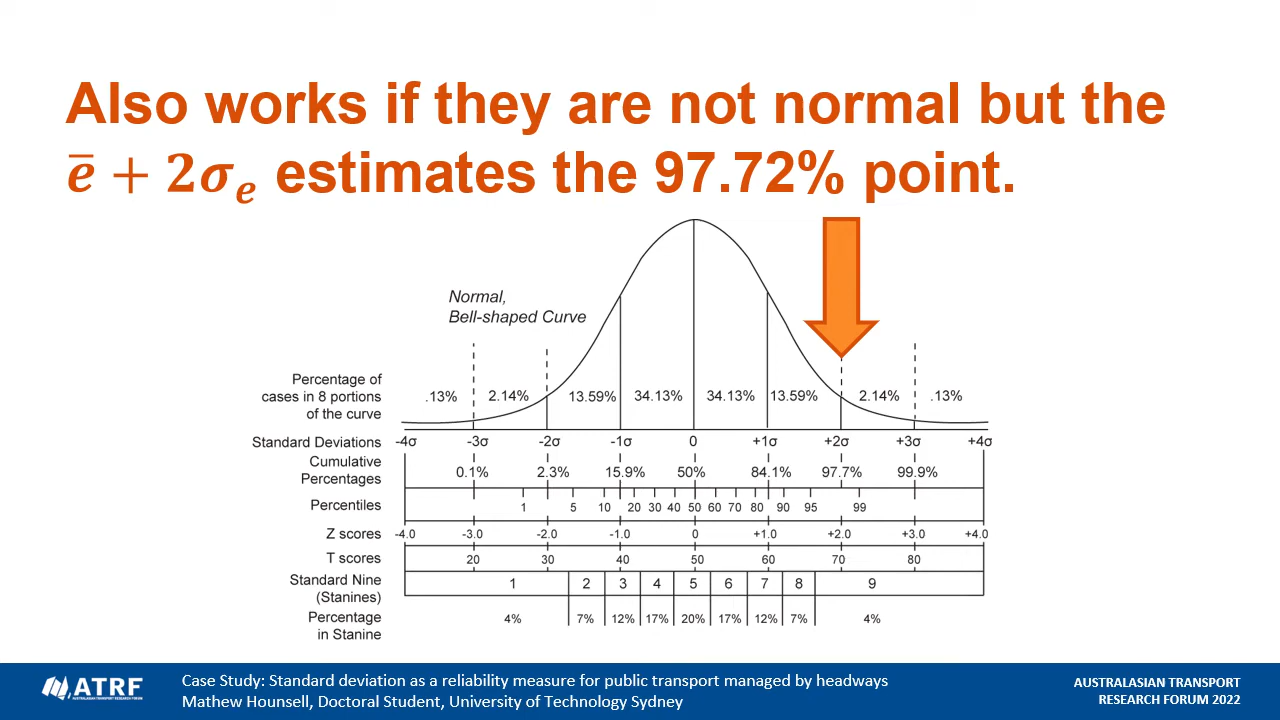 Also works if they are not normal but the
e̅ + 2σₑ estimates the 97.72% point.
Normal,
Bell-shaped Curve
Percentage of
cases in 8 portions
of the curve
.13% 2.14% 13.59% 34.13% 34.13% 13.59% 2.14% .13%
Standard Deviations -4σ -3σ -2σ -1σ 0 +1σ +2σ +3σ +4σ
Cumulative
Percentages 0.1% 2.3% 15.9% 50% 84.1% 97.7% 99.9%
Percentiles 1 5 10 20 30 40 50 60 70 80 90 95 99
Z scores -4.0 -3.0 -2.0 -1.0 0 +1.0 +2.0 +3.0 +4.0
T scores 20 30 40 50 60 70 80
Standard Nine
(Stanines) 1 2 3 4 5 6 7 8 9
Percentage
in Stanine 4% 7% 12% 17% 20% 17% 12% 7% 4%
ATRF
AUSTRALASIAN TRANSPORT RESEARCH FORUM
Case Study: Standard deviation as a reliability measure for public transport managed by headways
Mathew Hounsell, Doctoral Student, University of Technology Sydney
AUSTRALASIAN TRANSPORT
RESEARCH FORUM 2022